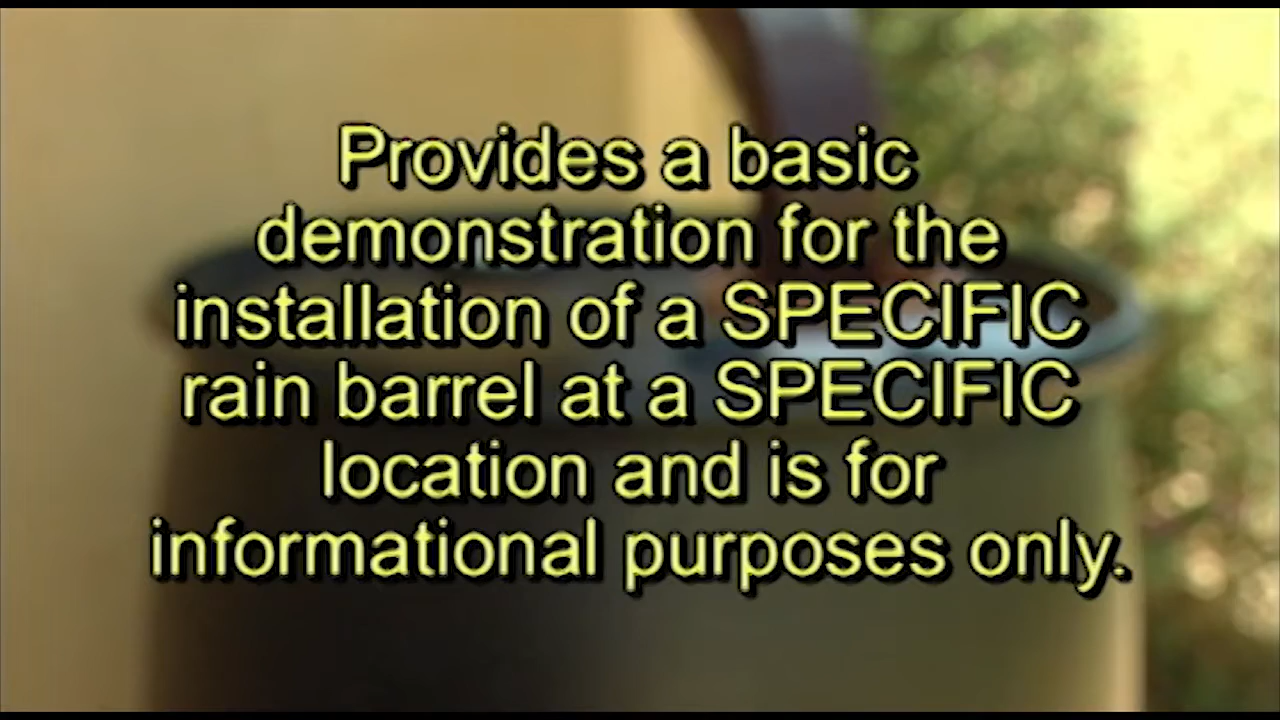 Provides a basic
demonstration for the
installation of a SPECIFIC
rain barrel at a SPECIFIC
location and is for
informational purposes only.